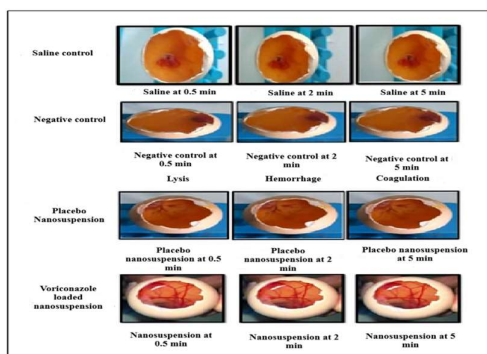 Saline control
Saline at 0.5 min
Saline at 2 min
Saline at 5 min
Negative control
Negative control at
0.5 min
Negative control at 2
min
Negative control at
5 min
Lysis
Hemorrhage
Coagulation
Placebo
Nanosuspension
Placebo
nanosuspension at 0.5
min
Placebo
nanosuspension at 2
min
Placebo nanosuspension
at 5 min
Voriconazole
loaded
nanosuspension
Nanosuspension at
0.5 min
Nanosuspension at 2
min
Nanosuspension at 5
min